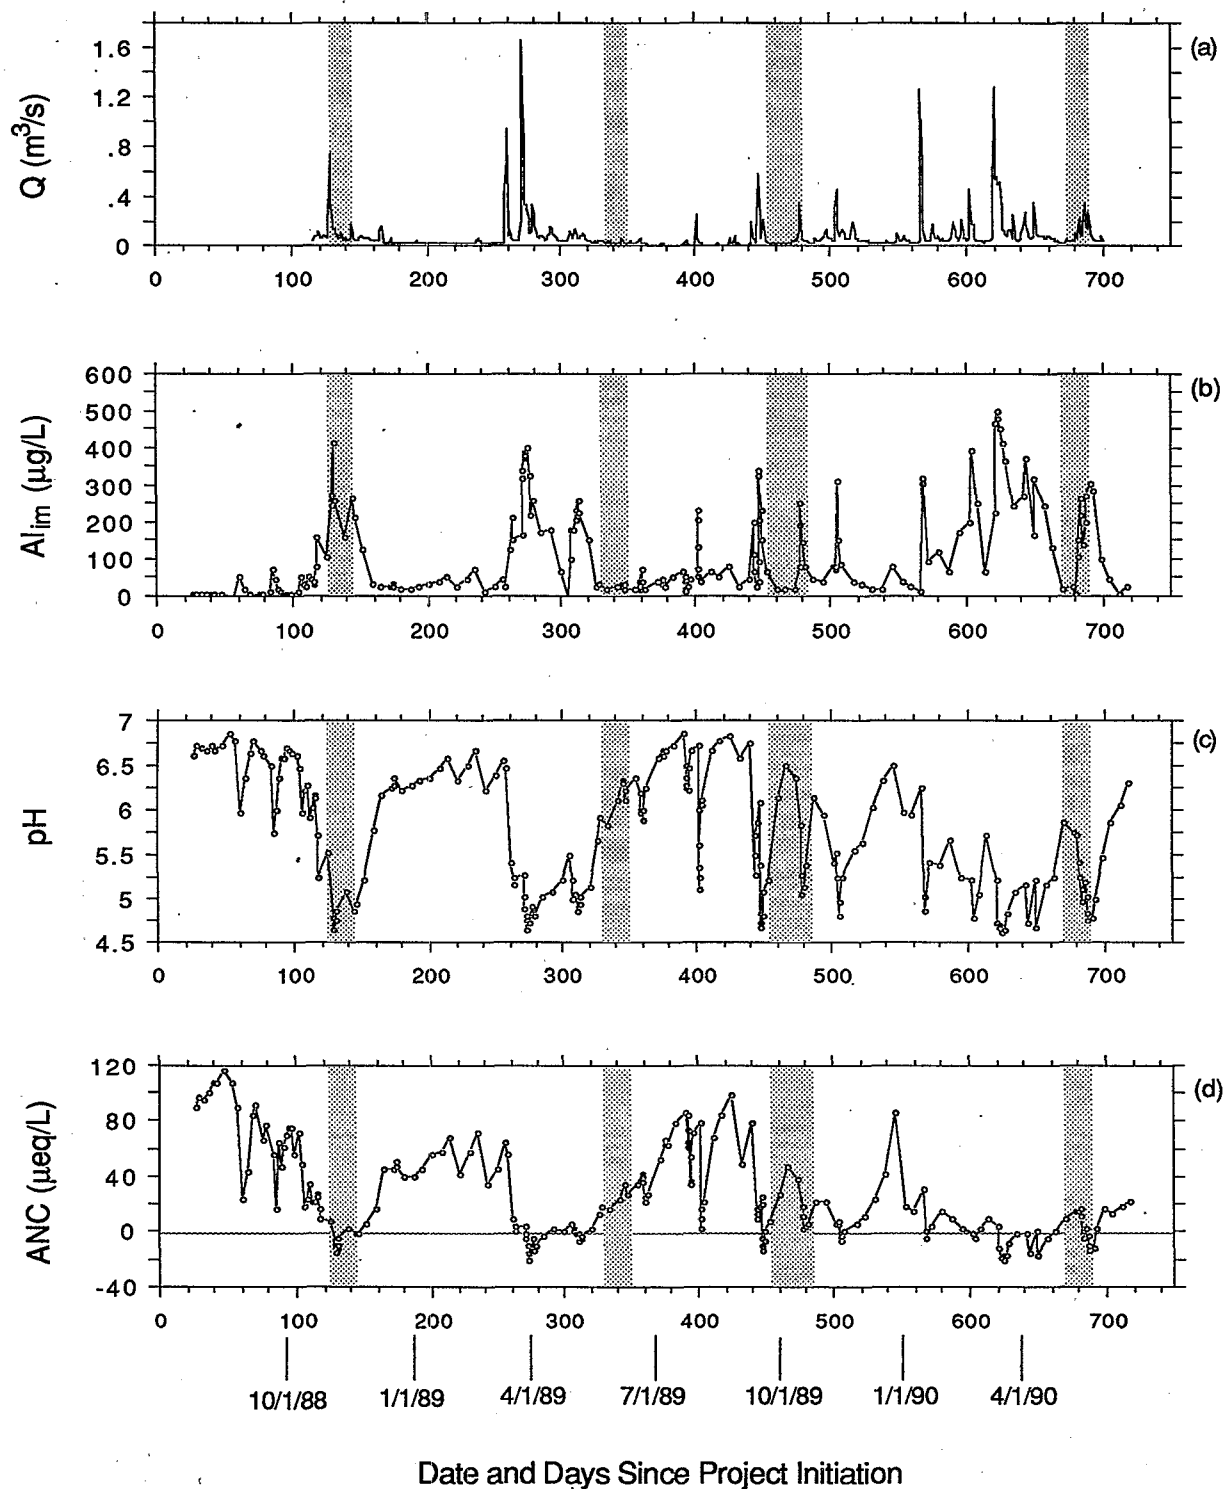 (a)
Q (m3/s)
1.6
1.2
.8
.4
0
100 200 300 400 500 600 700
(b)
Alim (µg/L)
600
500
400
300
200
100
0
0 100 200 300 400 500 600 700
(c)
pH
7
6.5
6
5.5
5
4.5
0 100 200 300 400 500 600 700
(d)
ANC (µeq/L)
120
80
40
0
-40
0 100 200 300 400 500 600 700
10/1/88 1/1/89 4/1/89 7/1/89 10/1/89 1/1/90 4/1/90
Date and Days Since Project Initiation